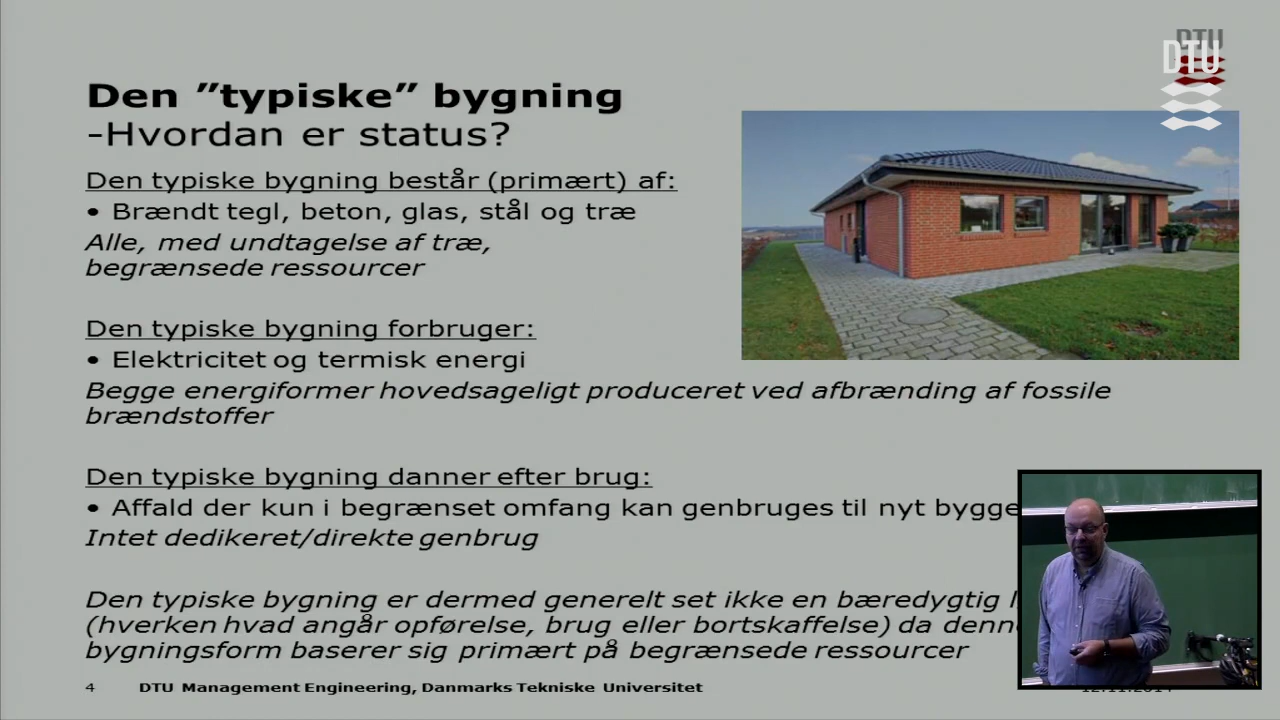 DTU
DTU
Den ”typiske” bygning
-Hvordan er status?
Den typiske bygning består (primært) af:
• Brændt tegl, beton, glas, stål og træ
Alle, med undtagelse af træ,
begrænsede ressourcer
Den typiske bygning forbruger:
• Elektricitet og termisk energi
Begge energiformer hovedsageligt produceret ved afbrænding af fossile
brændstoffer
Den typiske bygning danner efter brug:
• Affald der kun i begrænset omfang kan genbruges til nyt bygge
Intet dedikeret/direkte genbrug
Den typiske bygning er dermed generelt set ikke en bæredygtig
(hverken hvad angår opførelse, brug eller bortskaffelse) da denn
bygningsform baserer sig primært på begrænsede ressourcer
4 DTU Management Engineering, Danmarks Tekniske Universitet